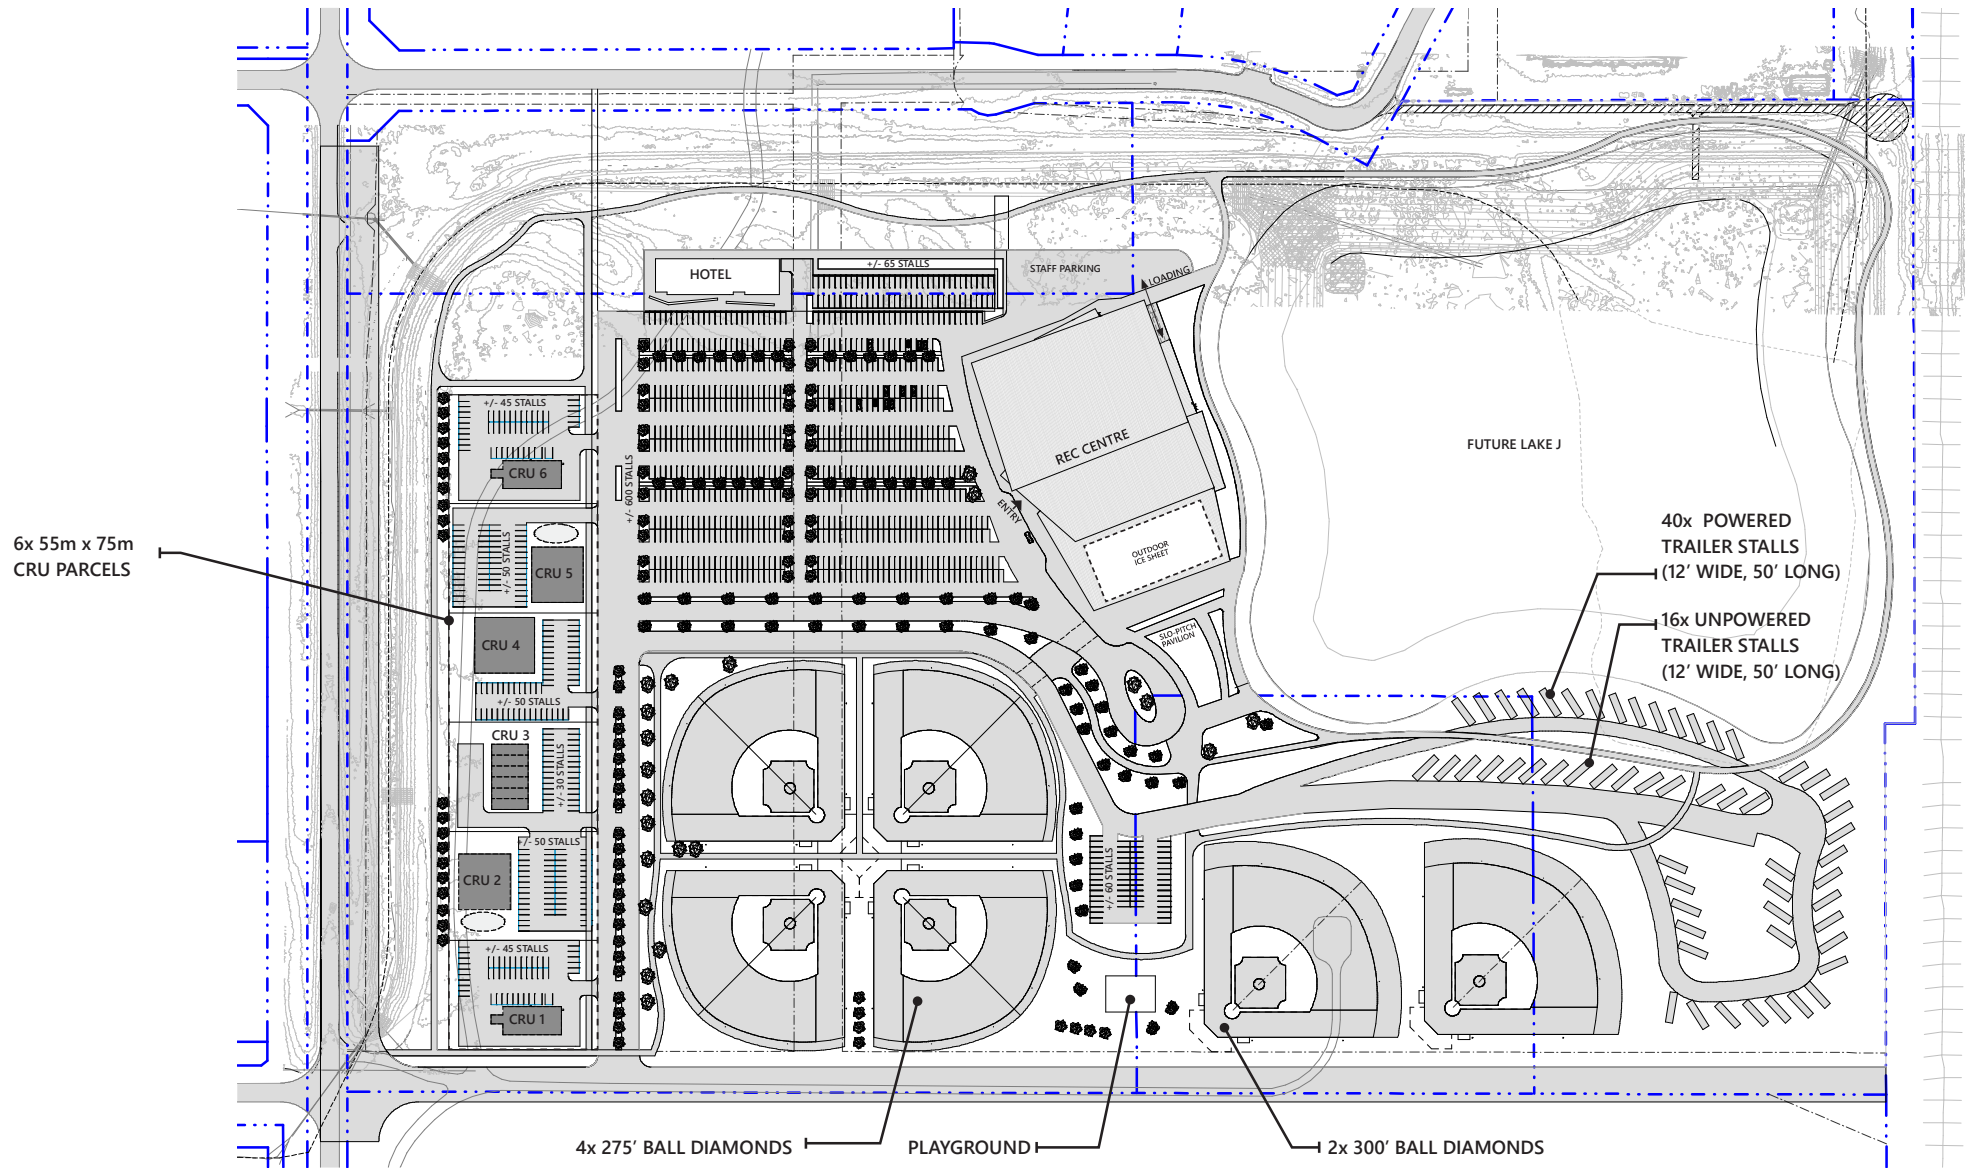 +/- 65 STALLS
HOTEL
STAFF PARKING
LOADING
+/- 45 STALLS
CRU 6
REC CENTRE
FUTURE LAKE J
+/- 600 STALLS
ENTRY
6x 55m x 75m
CRU PARCELS
+/- 50 STALLS
CRU 5
OUTDOOR
ICE SHEET
40x POWERED
TRAILER STALLS
(12’ WIDE, 50’ LONG)
16x UNPOWERED
TRAILER STALLS
(12’ WIDE, 50’ LONG)
SLO-PITCH
PAVILION
CRU 4
+/- 50 STALLS
CRU 3
+/- 30 STALLS
+/- 50 STALLS
CRU 2
+/- 60 STALLS
+/- 45 STALLS
CRU 1
4x 275’ BALL DIAMONDS
PLAYGROUND
2x 300’ BALL DIAMONDS